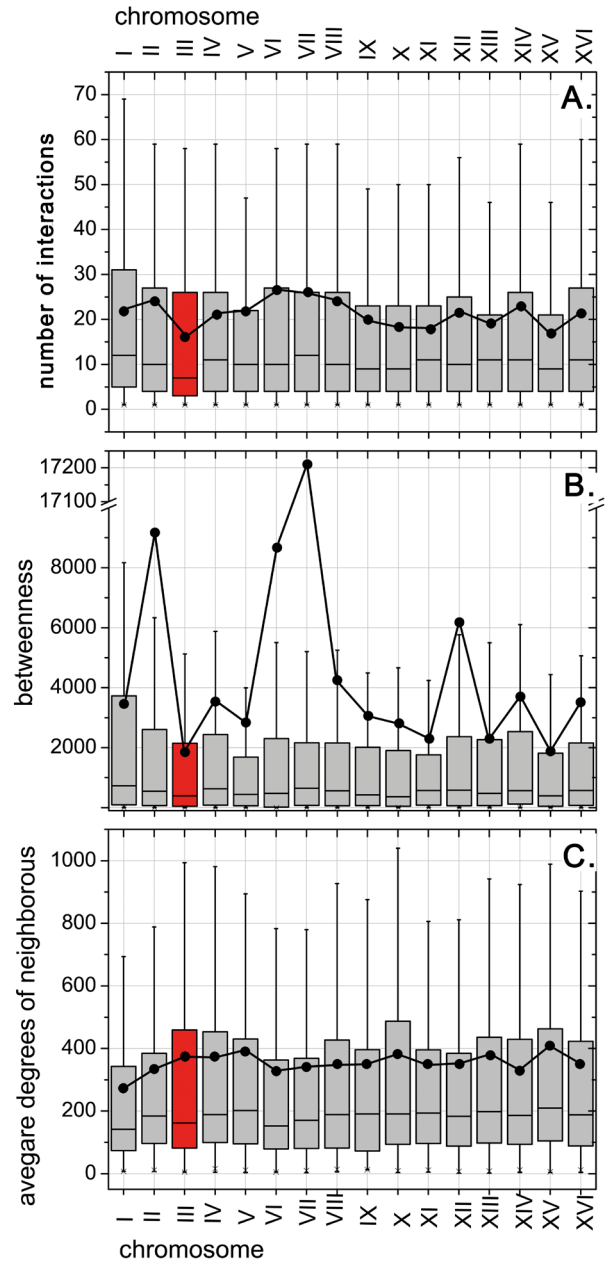 chromosome
I II III IV V VI VII VIII IX X XI XII XIII XIV XV XVI
A.
number of interactions
70
60
50
40
30
20
10
0
B.
betweenness
17200
17100
8000
6000
4000
2000
C.
avegare degrees of neighborous
1000
800
600
400
200
0
I II III IV V VI VII VIII IX X XI XII XIII XIV XV XVI
chromosome